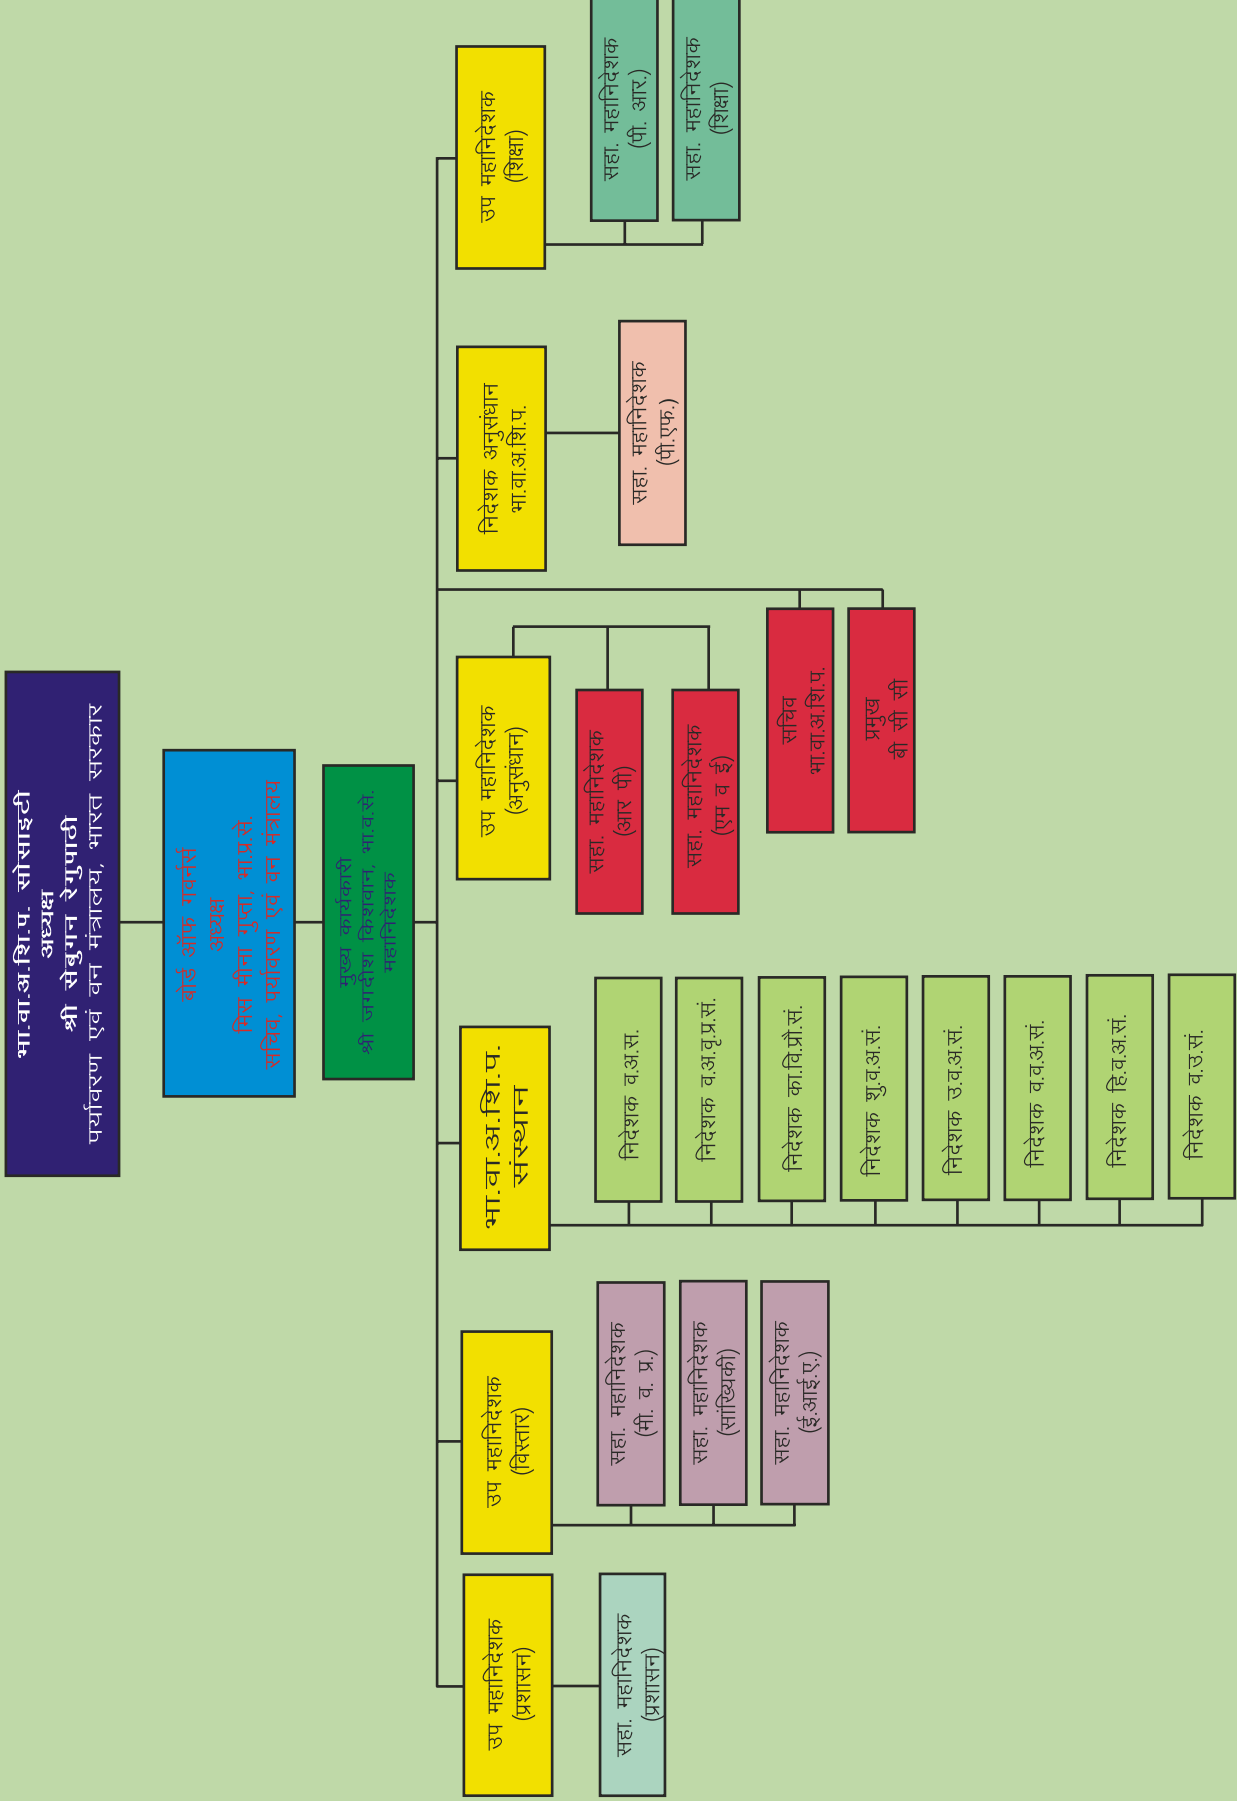 भा.वा.अ.शि.प. सोसाइटी
अध्यक्ष
श्री सेबुगन रेगुपाठी
पर्यावरण एवं वन मंत्रालय, भारत सरकार
बोर्ड ऑफ गवर्नर्स
अध्यक्ष
मिस मीना गुप्ता, भा.प्र.से.
सचिव, पर्यावरण एवं वन मंत्रालय
मुख्य कार्यकारी
श्री जगदीश किशवान, भा.व.से.
महानिदेशक
उप महानिदेशक
(प्रशासन)
सहा. महानिदेशक
(प्रशासन)
उप महानिदेशक
(विस्तार)
सहा. महानिदेशक
(मी. व. प्र.)
सहा. महानिदेशक
(सांख्यिकी)
सहा. महानिदेशक
(ई.आई.ए.)
भा.वा.अ.शि.प.
संस्थान
निदेशक व.अ.सं.
निदेशक व.अ.वृ.प्र.सं.
निदेशक का.वि.प्रौ.सं.
निदेशक शु.व.अ.सं.
निदेशक उ.व.अ.सं.
निदेशक व.व.अ.सं.
निदेशक हि.व.अ.सं.
निदेशक व.उ.सं.
उप महानिदेशक
(अनुसंधान)
सहा. महानिदेशक
(आर पी)
सहा. महानिदेशक
(एम व ई)
सचिव
भा.वा.अ.शि.प.
प्रमुख
बी सी सी
निदेशक अनुसंधान
भा.वा.अ.शि.प.
सहा. महानिदेशक
(पी.एफ.)
उप महानिदेशक
(शिक्षा)
सहा. महानिदेशक
(पी. आर.)
सहा. महानिदेशक
(शिक्षा)